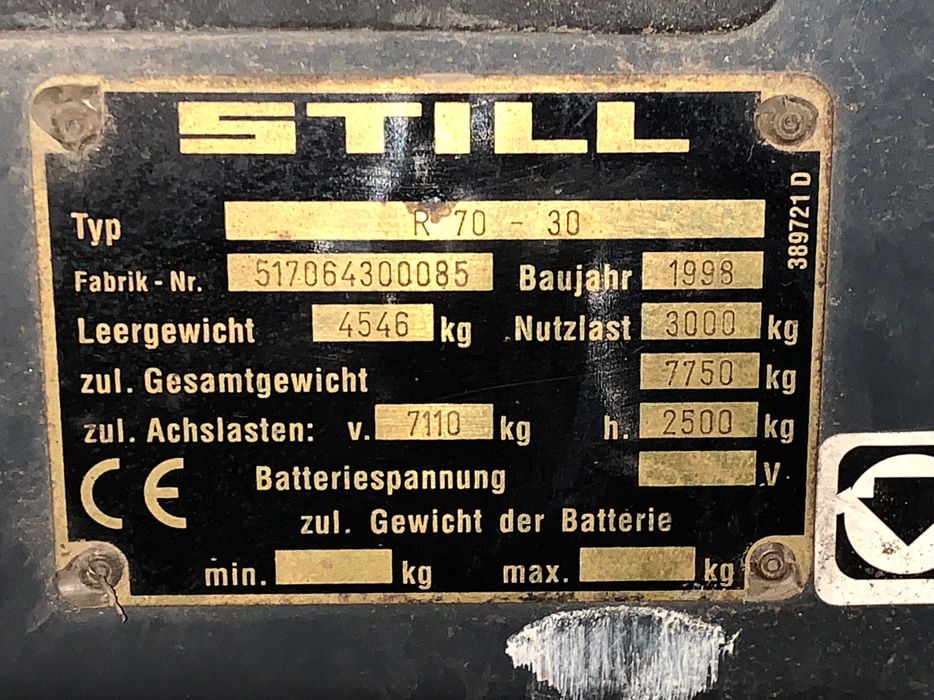 STILL
Typ R 70 - 30
Fabrik - Nr. 517064300085 Baujahr 1998
Leergewicht 4546 kg Nutzlast 3000 kg
zul. Gesamtgewicht 7750 kg
zul. Achslasten: v. 7110 kg h. 2500 kg
CE Batteriespannung V.
zul. Gewicht der Batterie
min. kg max. kg
389721 D